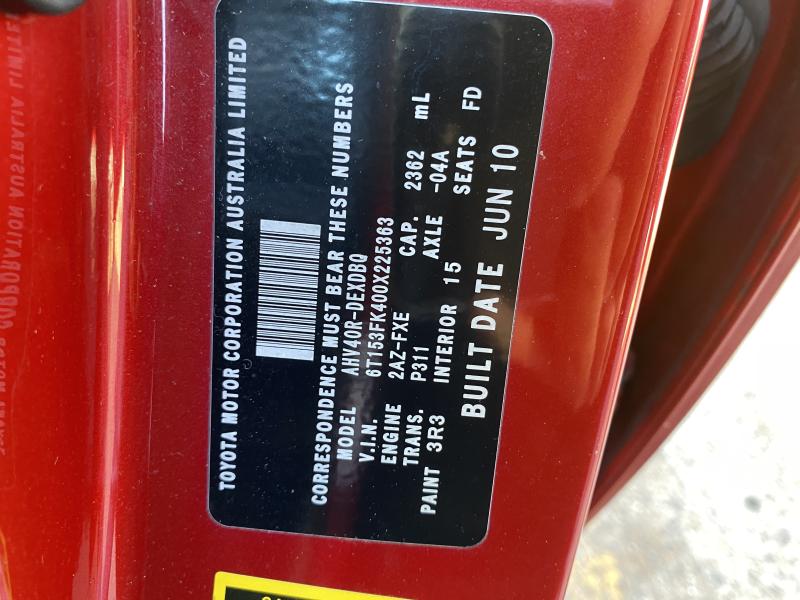 TOYOTA MOTOR CORPORATION AUSTRALIA LIMITED
CORRESPONDENCE MUST BEAR THESE NUMBERS
MODEL AHV40R-DEXDBQ
V.I.N. 6T153FK400X225363
ENGINE 2AZ-FXE CAP. 2362 mL
TRANS. P311 AXLE -04A
PAINT 3R3 INTERIOR 15 SEATS FD
BUILT DATE JUN 10